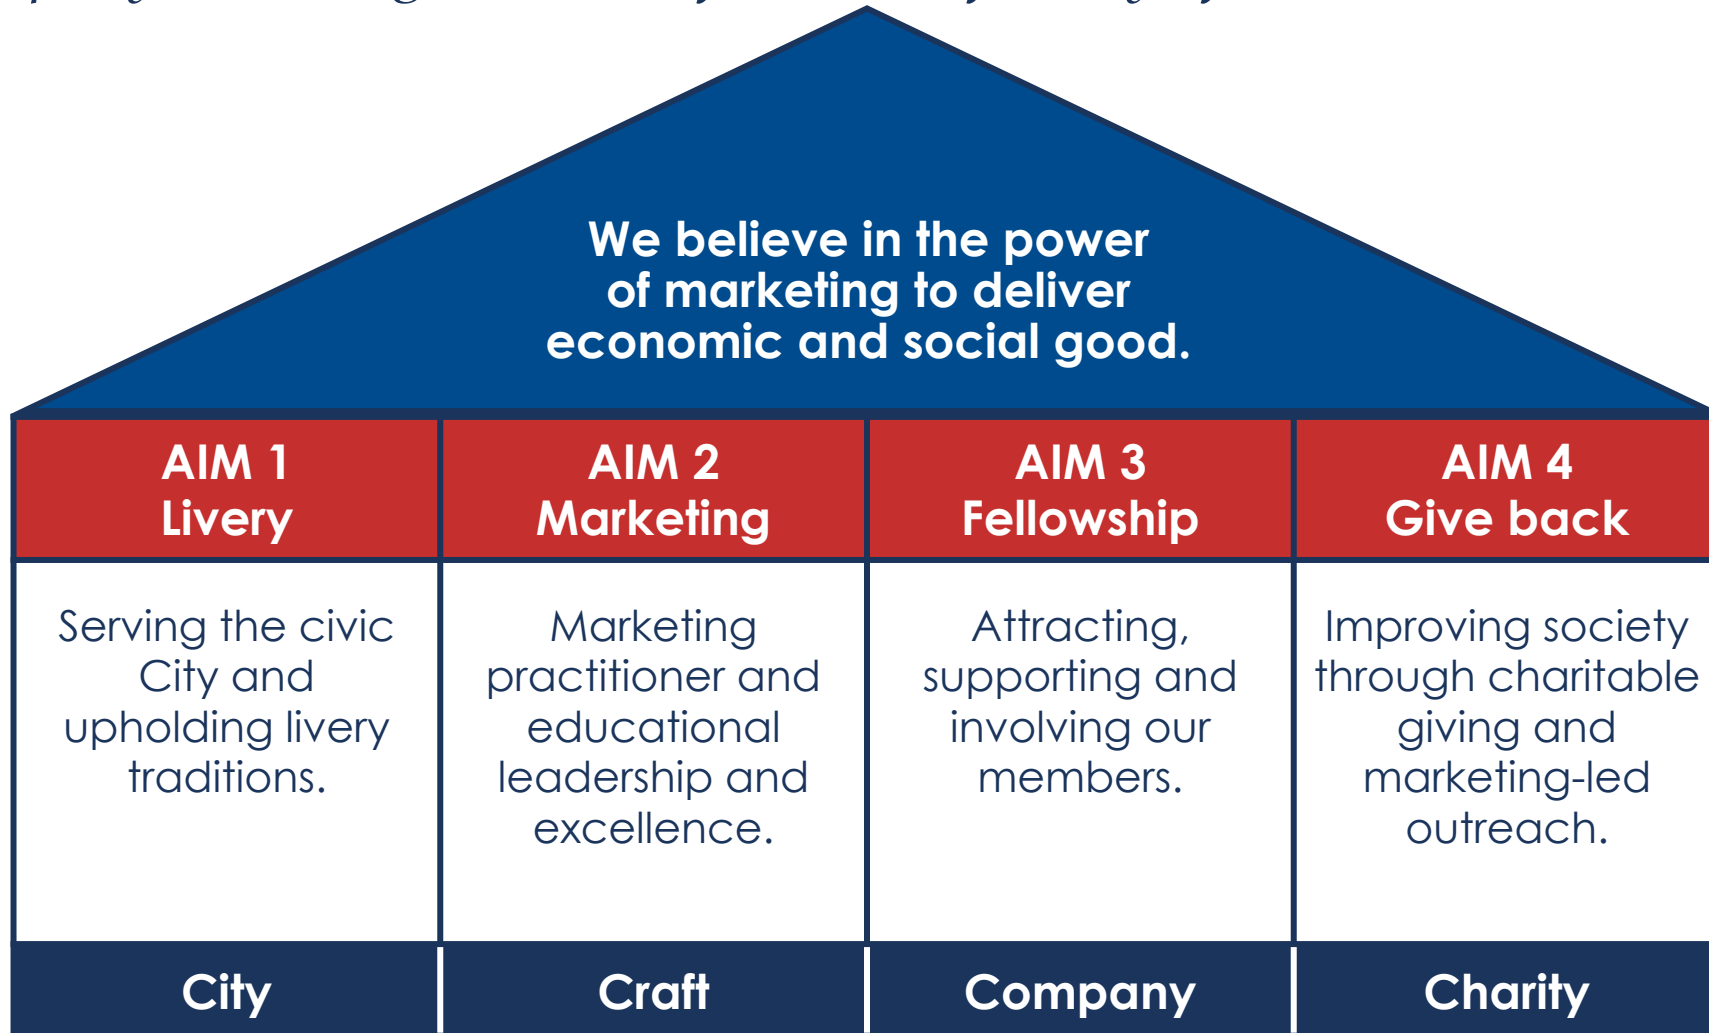 We believe in the power
of marketing to deliver
economic and social good.
AIM 1
Livery
AIM 2
Marketing
AIM 3
Fellowship
AIM 4
Give back
Serving the civic
City and
upholding livery
traditions.
Marketing
practitioner and
educational
leadership and
excellence.
Attracting,
supporting and
involving our
members.
Improving society
through charitable
giving and
marketing-led
outreach.
City
Craft
Company
Charity